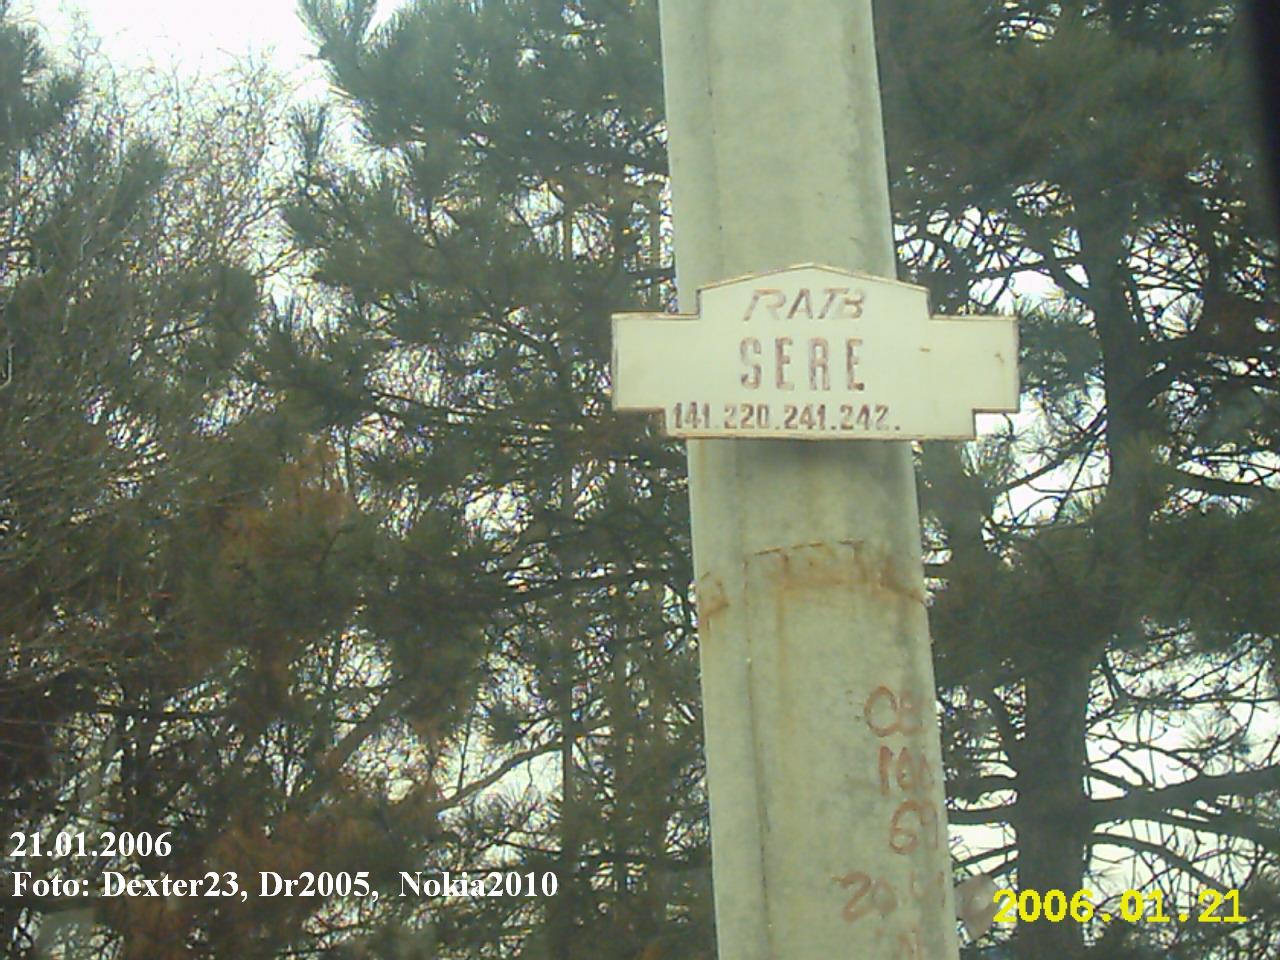 RATB
SERE
141.220.241.242.
21.01.2006
Foto: Dexter23, Dr2005, Nokia2010
2006.01.21